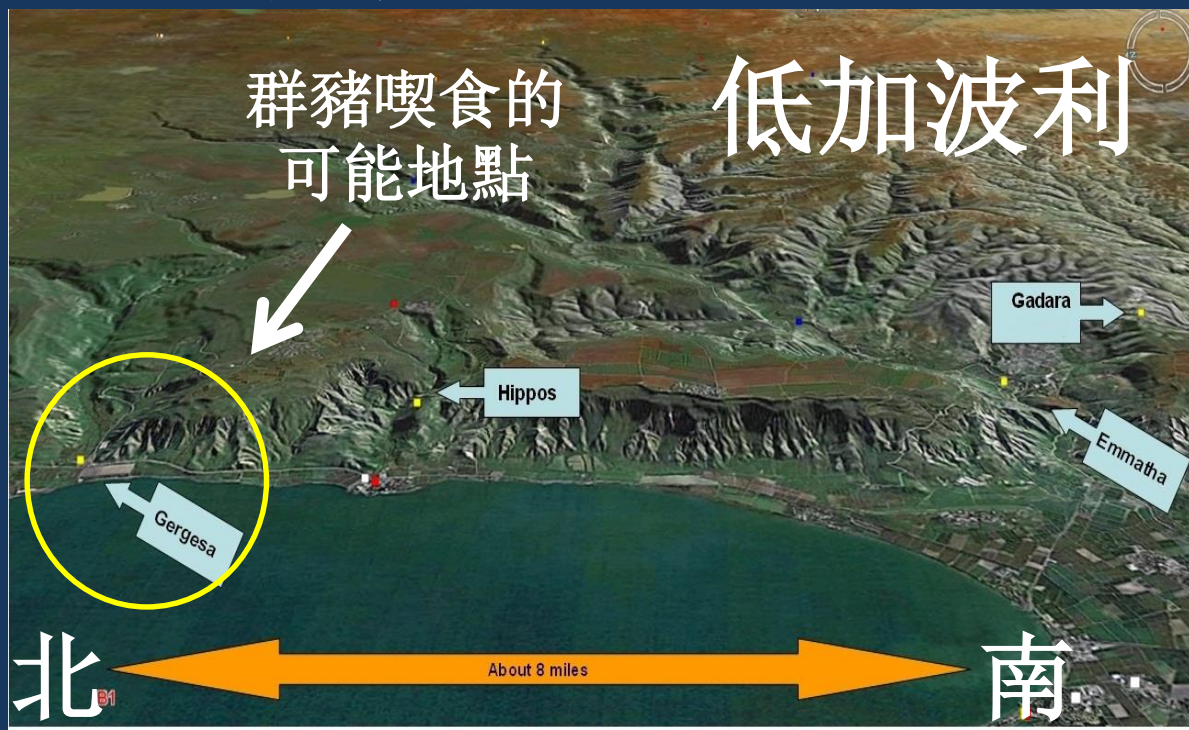 群豬喫食的
可能地點
低加波利
Gadara
Hippos
Emmatha
Gergesa
北
B1
About 8 miles
南